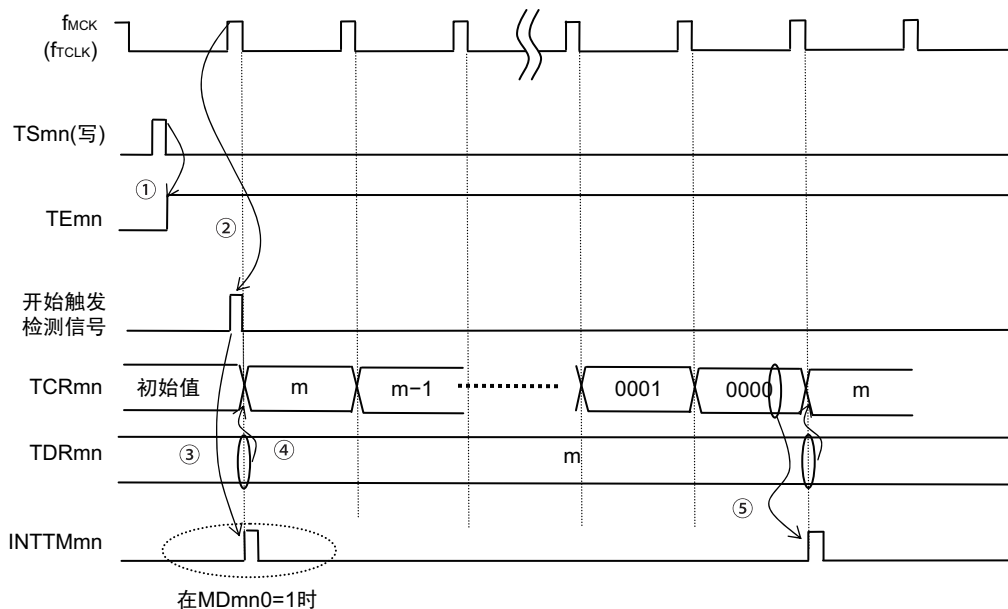 fMCK
(fTCLK)
TSmn(写)
①
TEmn
②
开始触发
检测信号
TCRmn
初始值
m
m−1
0001
0000
m
TDRmn
③
④
m
⑤
INTTMmn
在MDmn0=1时